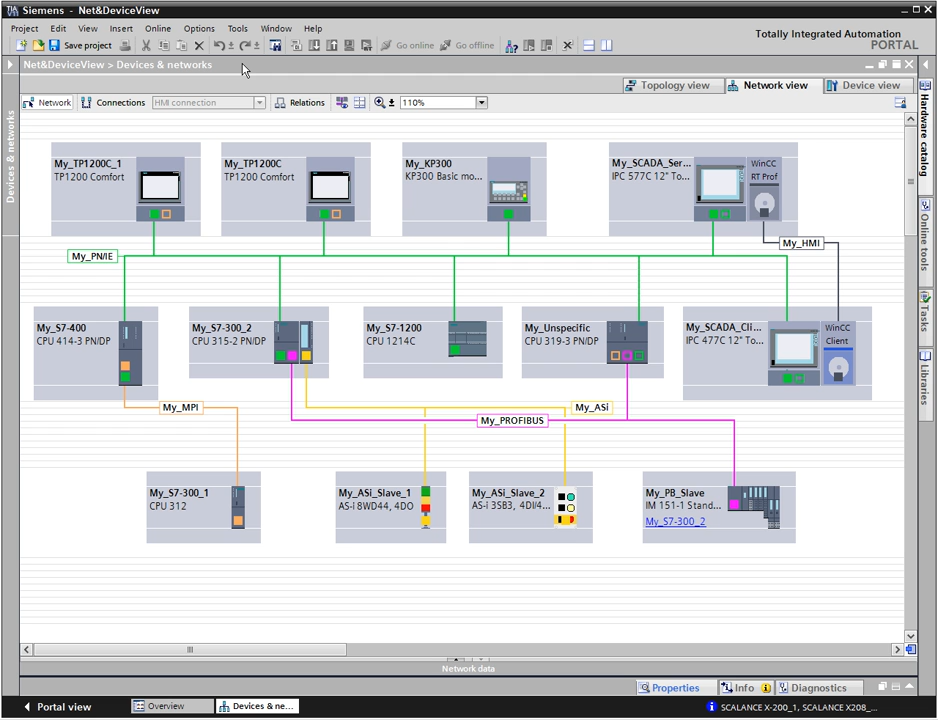 Siemens - Net&DeviceView
Project Edit View Insert Online Options Tools Window Help
Save project Go online Go offline
Totally Integrated Automation
PORTAL
Net&DeviceView > Devices & networks
Topology view Network view Device view
Network Connections HMI connection Relations 110%
Devices & networks
Hardware catalog
Online tools
Tasks
Libraries
My_TP1200C_1
TP1200 Comfort
My_TP1200C
TP1200 Comfort
My_KP300
KP300 Basic mo...
My_SCADA_Ser...
IPC 577C 12" To...
WinCC
RT Prof
My_PN/IE
My_HMI
My_S7-400
CPU 414-3 PN/DP
My_S7-300_2
CPU 315-2 PN/DP
My_S7-1200
CPU 1214C
My_Unspecific
CPU 319-3 PN/DP
My_SCADA_Cli...
IPC 477C 12" To...
WinCC
Client
My_MPI
My_ASi
My_PROFIBUS
My_S7-300_1
CPU 312
My_ASi_Slave_1
AS-i 8WD44, 4DO
My_ASi_Slave_2
AS-i 3SB3, 4DI/4...
My_PB_Slave
IM 151-1 Stand...
My_S7-300_2
Network data
Properties Info Diagnostics
Portal view Overview Devices & ne... SCALANCE X-200_1, SCALANCE X208_...